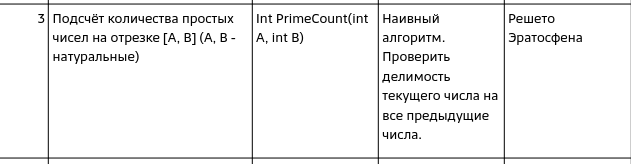 3
Подсчёт количества простых
чисел на отрезке [A, B] (A, B -
натуральные)
Int PrimeCount(int
A, int B)
Наивный
алгоритм.
Проверить
делимость
текущего числа на
все предыдущие
числа.
Решето
Эратосфена